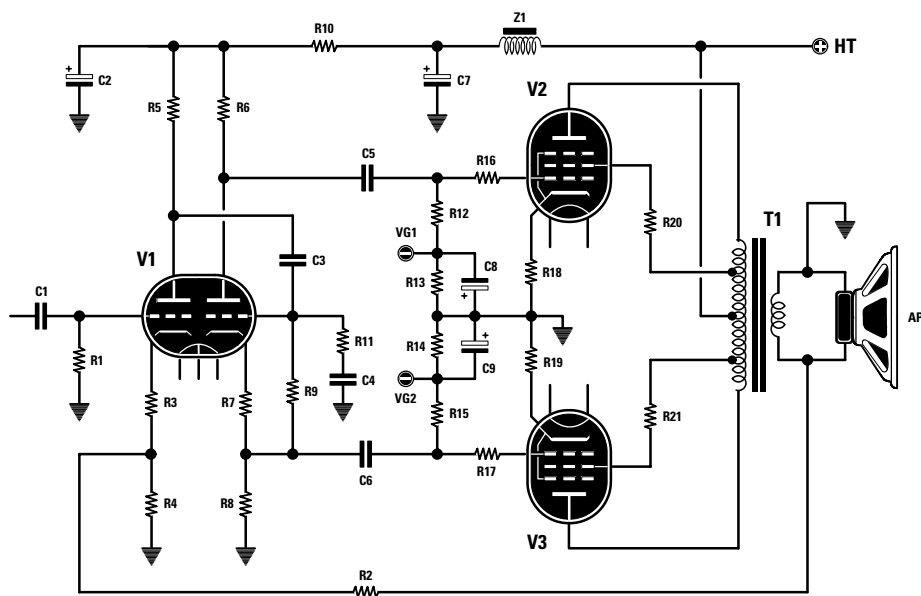 Z1
R10
HT
+
C2
+
C7
V2
R5
R6
C5
R16
R12
R20
T1
VG1
V1
C3
C8
R13
+
R18
C1
+
AP
R11
R14
R19
C9
R1
R9
C4
VG2
R3
R7
R15
R21
R17
C6
R4
R8
V3
R2